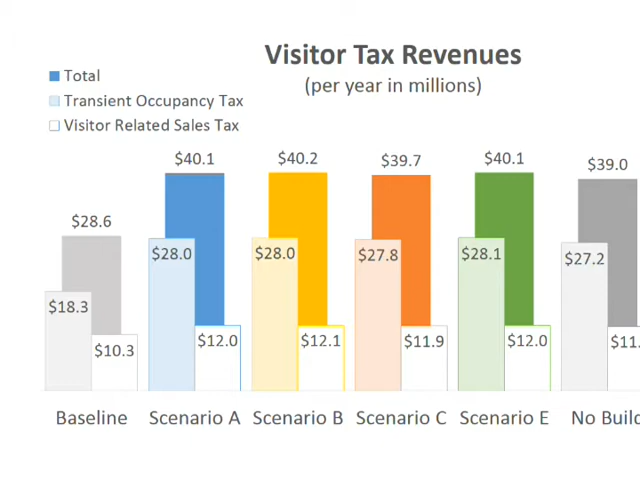 Visitor Tax Revenues
(per year in millions)
Total
Transient Occupancy Tax
Visitor Related Sales Tax
$40.1 $40.2 $39.7 $40.1 $39.0
$28.6
$28.0 $28.0 $27.8 $28.1 $27.2
$18.3
$12.0 $12.1 $11.9 $12.0
$10.3
Baseline Scenario A Scenario B Scenario C Scenario E No Build